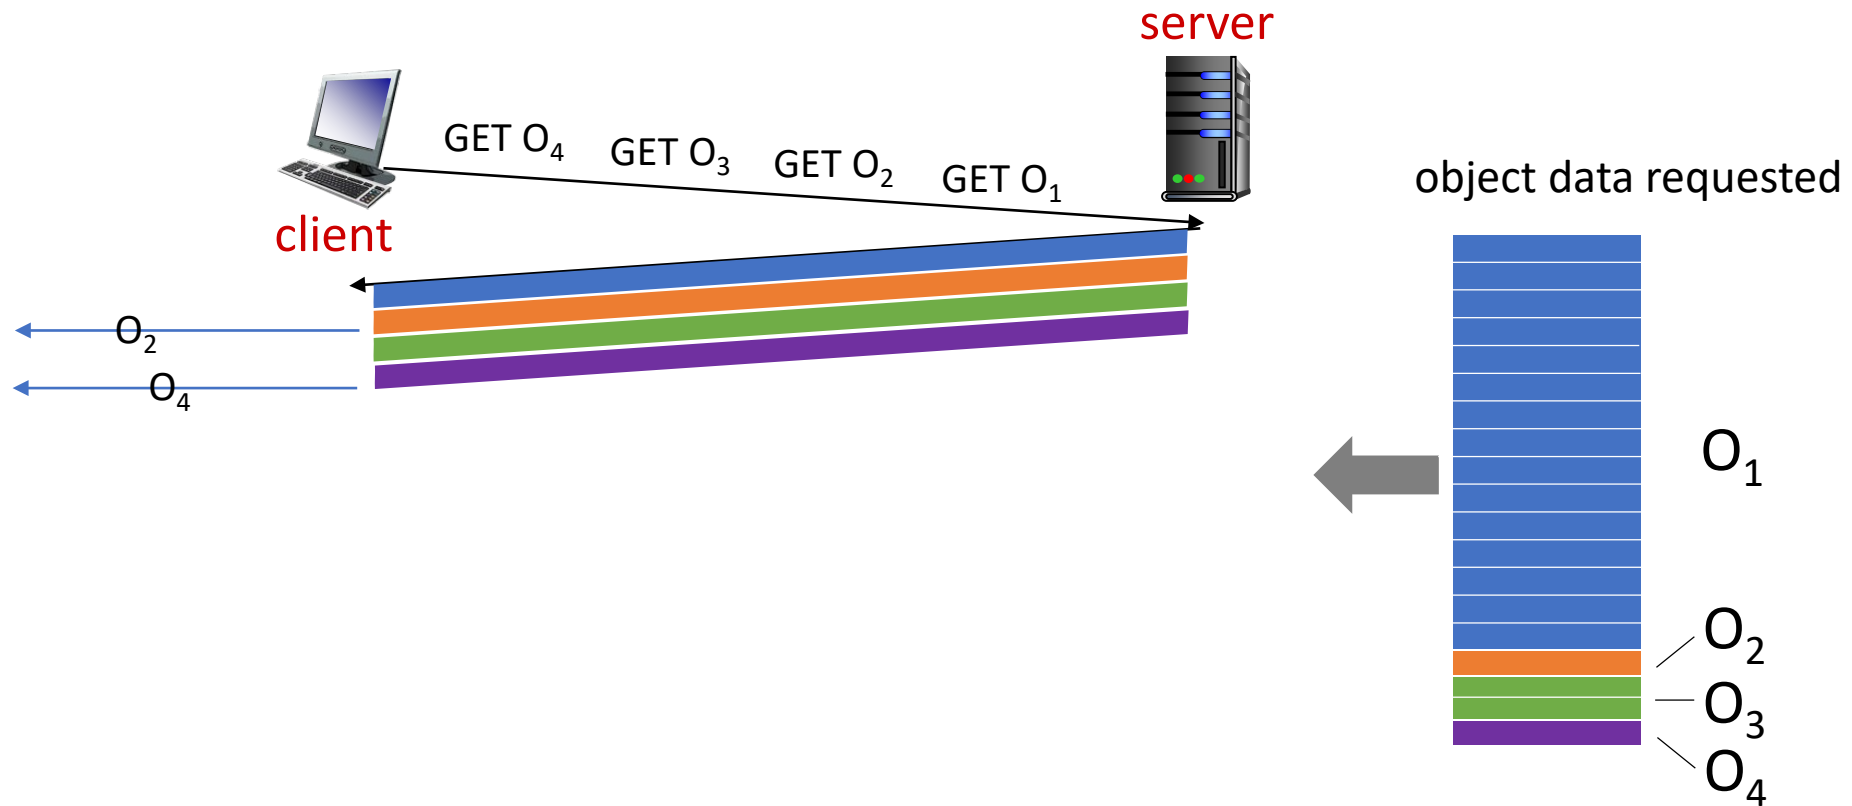 server
GET O₄
GET O₃
GET O₂
GET O₁
object data requested
client
O₂
O₄
O₁
O₂
O₃
O₄